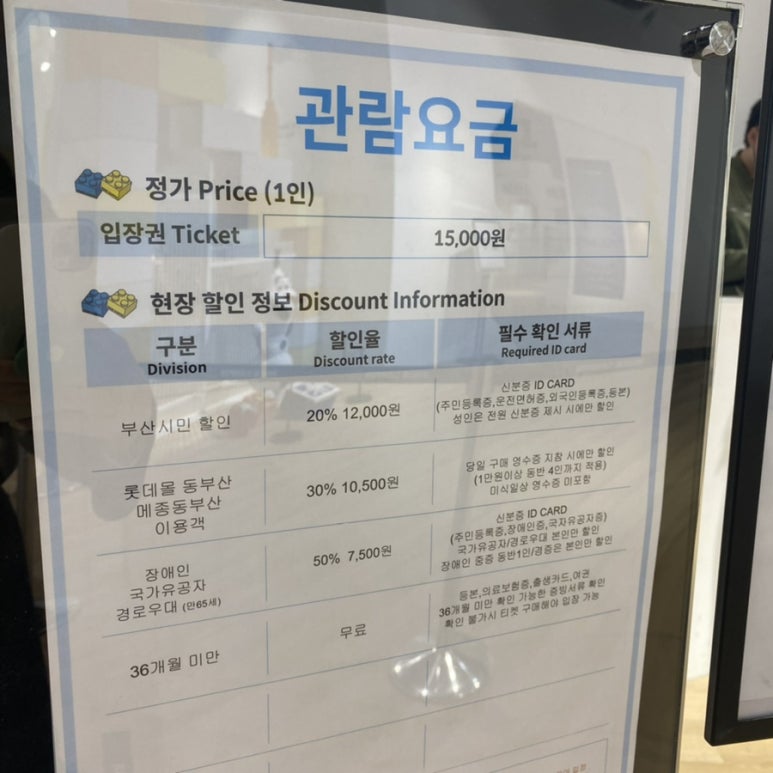 관람요금
정가 Price (1인)
입장권 Ticket
15,000원
현장 할인 정보 Discount Information
구분
Division
할인율
Discount rate
필수 확인 서류
Required ID card
부산시민 할인
20% 12,000원
신분증 ID CARD
(주민등록증,운전면허증,외국인등록증,등본)
성인은 전원 신분증 제시 시에만 할인
롯데몰 동부산
메종동부산
이용객
30% 10,500원
당일 구매 영수증 지참 시에만 할인
(1만원이상 동반 4인까지 적용)
미식일상 영수증 미포함
장애인
국가유공자
경로우대 (만65세)
50% 7,500원
신분증 ID CARD
(주민등록증,장애인증,국자유공자증)
국가유공자/경로우대 본인만 할인
장애인 중증 동반1인/경증은 본인만 할인
36개월 미만
무료
등본,의료보험증,출생카드,여권
36개월 미만 확인 가능한 증빙서류 확인
확인 불가시 티켓 구매해야 입장 가능